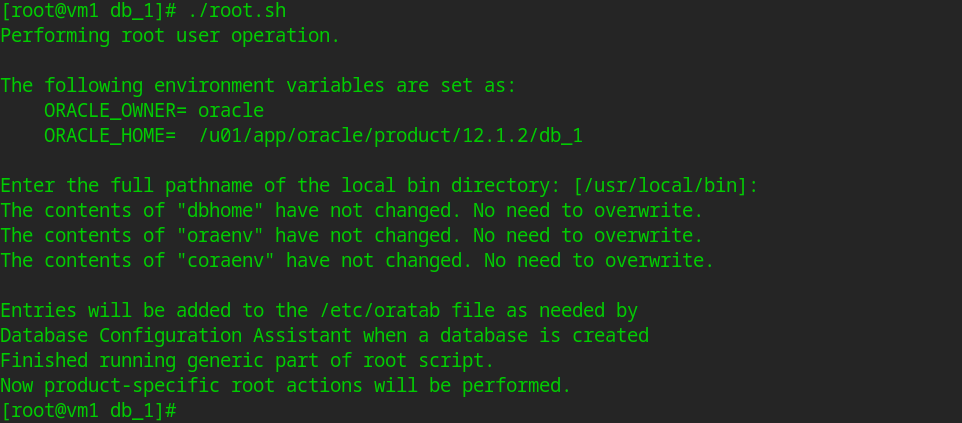 [root@vm1 db_1]# ./root.sh
Performing root user operation.

The following environment variables are set as:
    ORACLE_OWNER= oracle
    ORACLE_HOME=  /u01/app/oracle/product/12.1.2/db_1

Enter the full pathname of the local bin directory: [/usr/local/bin]:
The contents of "dbhome" have not changed. No need to overwrite.
The contents of "oraenv" have not changed. No need to overwrite.
The contents of "coraenv" have not changed. No need to overwrite.

Entries will be added to the /etc/oratab file as needed by
Database Configuration Assistant when a database is created
Finished running generic part of root script.
Now product-specific root actions will be performed.
[root@vm1 db_1]#